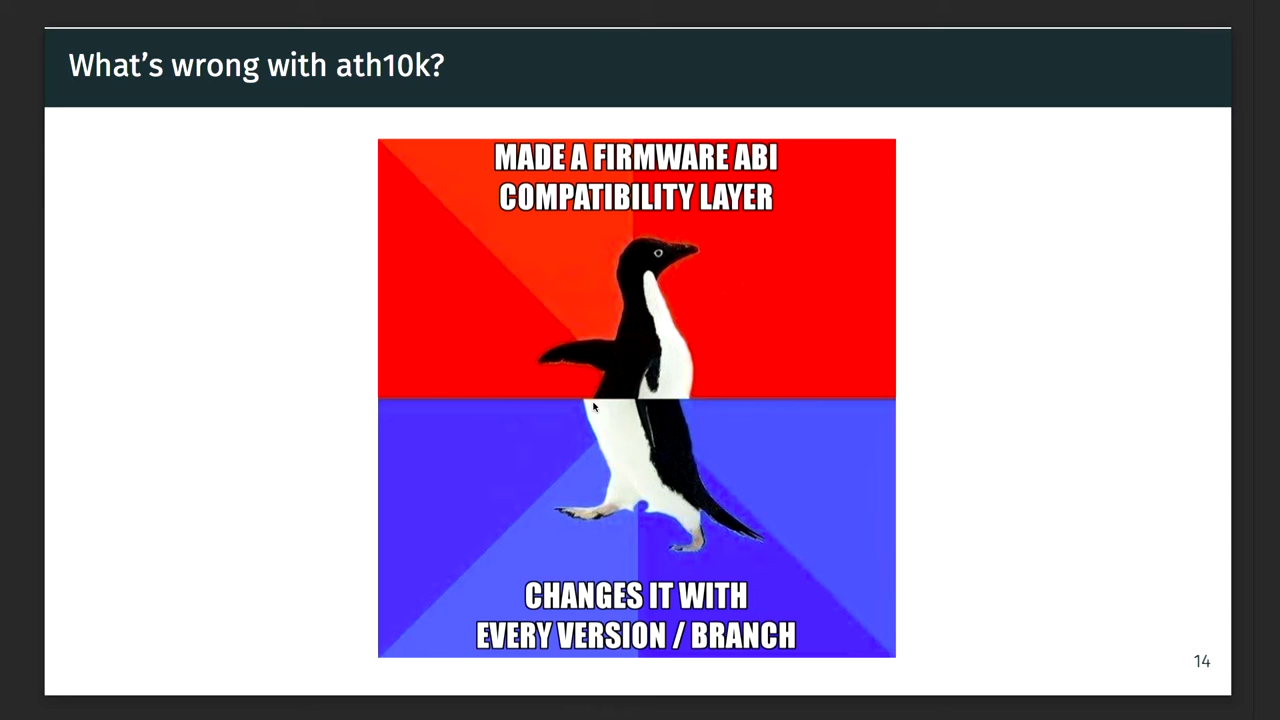 What’s wrong with ath10k?
MADE A FIRMWARE ABI
COMPATIBILITY LAYER
CHANGES IT WITH
EVERY VERSION / BRANCH
14